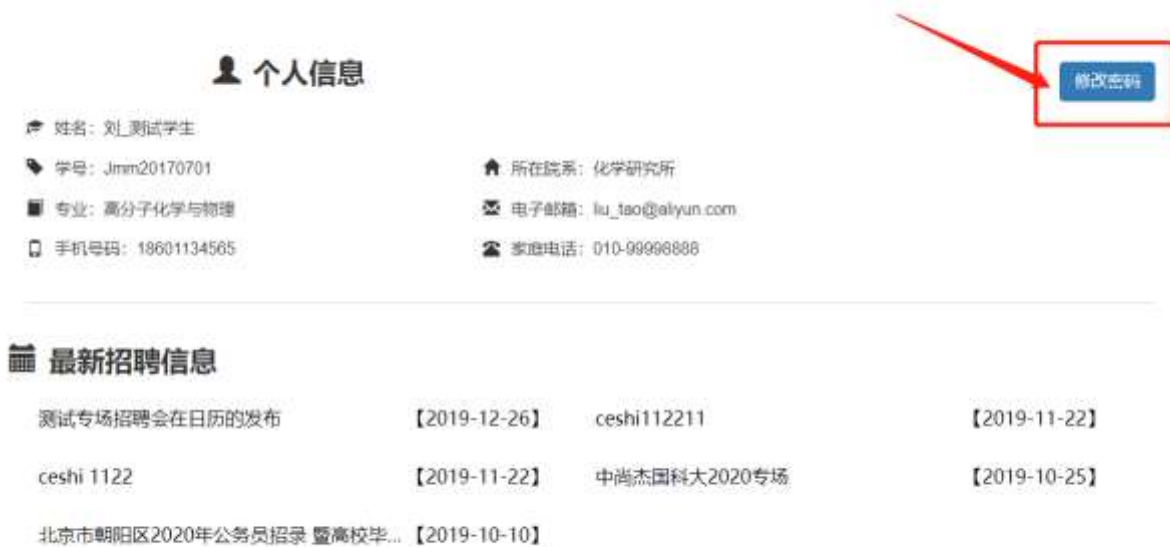 个人信息
修改密码
姓名：刘_测试学生
学号：Jmm20170701
所在院系：化学研究所
专业：高分子化学与物理
电子邮箱：liu_tao@aliyun.com
手机号码：18601134565
家庭电话：010-99998888
最新招聘信息
测试专场招聘会在日历的发布 【2019-12-26】 ceshi112211 【2019-11-22】
ceshi 1122 【2019-11-22】 中尚杰国科大2020专场 【2019-10-25】
北京市朝阳区2020年公务员招录 暨高校毕... 【2019-10-10】